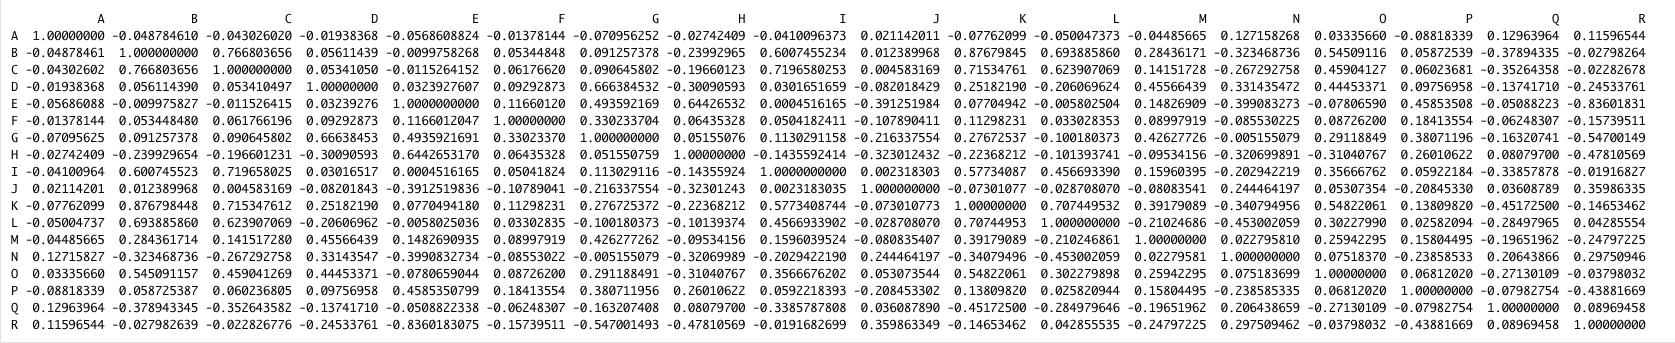 A B C D E F G H I J K L M N O P Q R
A 1.00000000 -0.048784610 -0.043026020 -0.01938368 -0.0568608824 -0.01378144 -0.070956252 -0.02742409 -0.0410096373 0.021142011 -0.07762099 -0.050047373 -0.04485665 0.127158268 0.03335660 -0.08818339 0.12963964 0.11596544
B -0.04878461 1.000000000 0.766803656 0.05611439 -0.0099758268 0.05344848 0.091257378 -0.23992965 0.6007455234 0.012389968 0.87679845 0.693885860 0.28436171 -0.323468736 0.54509116 0.05872539 -0.37894335 -0.02798264
C -0.04302602 0.766803656 1.000000000 0.05341050 -0.0115264152 0.06176620 0.090645802 -0.19660123 0.7196580253 0.004583169 0.71534761 0.623907069 0.14151728 -0.267292758 0.45904127 0.06023681 -0.35264358 -0.02282678
D -0.01938368 0.056114390 0.053410497 1.00000000 0.0323927607 0.09292873 0.666384532 -0.30090593 0.0301651659 -0.082018429 0.25182190 -0.206069624 0.45566439 0.331435472 0.44453371 0.09756958 -0.13741710 -0.24533761
E -0.05686088 -0.009975827 -0.011526415 0.03239276 1.0000000000 0.11660120 0.493592169 0.64426532 0.0004516165 -0.391251984 0.07704942 -0.005802504 0.14826909 -0.399083273 -0.07806590 0.45853508 -0.05088223 -0.83601831
F -0.01378144 0.053448480 0.061766196 0.09292873 0.1166012047 1.00000000 0.330233704 0.06435328 0.0504182411 -0.107890411 0.11298231 0.033028353 0.08997919 -0.085530225 0.08726200 0.18413554 -0.06248307 -0.15739511
G -0.07095625 0.091257378 0.090645802 0.66638453 0.4935921691 0.33023370 1.000000000 0.05155076 0.1130291158 -0.216337554 0.27672537 -0.100180373 0.42627726 -0.005155079 0.29118849 0.38071196 -0.16320741 -0.54700149
H -0.02742409 -0.239929654 -0.196601231 -0.30090593 0.6442653170 0.06435328 0.051550759 1.00000000 -0.1435592414 -0.323012432 -0.22368212 -0.101393741 -0.09534156 -0.320699891 -0.31040767 0.26010622 0.08079700 -0.47810569
I -0.04100964 0.600745523 0.719658025 0.03016517 0.0004516165 0.05041824 0.113029116 -0.14355924 1.0000000000 0.002318303 0.57734087 0.456693390 0.15960395 -0.202942219 0.35666762 0.05922184 -0.33857878 -0.01916827
J 0.02114201 0.012389968 0.004583169 -0.08201843 -0.3912519836 -0.10789041 -0.216337554 -0.32301243 0.0023183035 1.000000000 -0.07301077 -0.028708070 -0.08083541 0.244464197 0.05307354 -0.20845330 0.03608789 0.35986335
K -0.07762099 0.876798448 0.715347612 0.25182190 0.0770494180 0.11298231 0.276725372 -0.22368212 0.5773408744 -0.073010773 1.00000000 0.707449532 0.39179089 -0.340794956 0.54822061 0.13809820 -0.45172500 -0.14653462
L -0.05004737 0.693885860 0.623907069 -0.20606962 -0.0058025036 0.03302835 -0.100180373 -0.10139374 0.4566933902 -0.028708070 0.70744953 1.000000000 -0.21024686 -0.453002059 0.30227990 0.02582094 -0.28497965 0.04285554
M -0.04485665 0.284361714 0.141517280 0.45566439 0.1482690935 0.08997919 0.426277262 -0.09534156 0.1596039524 -0.080835407 0.39179089 -0.210246861 1.00000000 0.022795810 0.25942295 0.15804495 -0.19651962 -0.24797225
N 0.12715827 -0.323468736 -0.267292758 0.33143547 -0.3990832734 -0.08553022 -0.005155079 -0.32069989 -0.2029422190 0.244464197 -0.34079496 -0.453002059 0.02279581 1.000000000 0.07518370 -0.23858533 0.20643866 0.29750946
O 0.03335660 0.545091157 0.459041269 0.44453371 -0.0780659044 0.08726200 0.291188491 -0.31040767 0.3566676202 0.053073544 0.54822061 0.302279898 0.25942295 0.075183699 1.00000000 0.06812020 -0.27130109 -0.03798032
P -0.08818339 0.058725387 0.060236805 0.09756958 0.4585350799 0.18413554 0.380711956 0.26010622 0.0592218393 -0.208453302 0.13809820 0.025820944 0.15804495 -0.238585335 0.06812020 1.00000000 -0.07982754 -0.43881669
Q 0.12963964 -0.378943345 -0.352643582 -0.13741710 -0.0508822338 -0.06248307 -0.163207408 0.08079700 -0.3385787808 0.036087890 -0.45172500 -0.284979646 -0.19651962 0.206438659 -0.27130109 -0.07982754 1.00000000 0.08969458
R 0.11596544 -0.027982639 -0.022826776 -0.24533761 -0.8360183075 -0.15739511 -0.547001493 -0.47810569 -0.0191682699 0.359863349 -0.14653462 0.042855535 -0.24797225 0.297509462 -0.03798032 -0.43881669 0.08969458 1.00000000